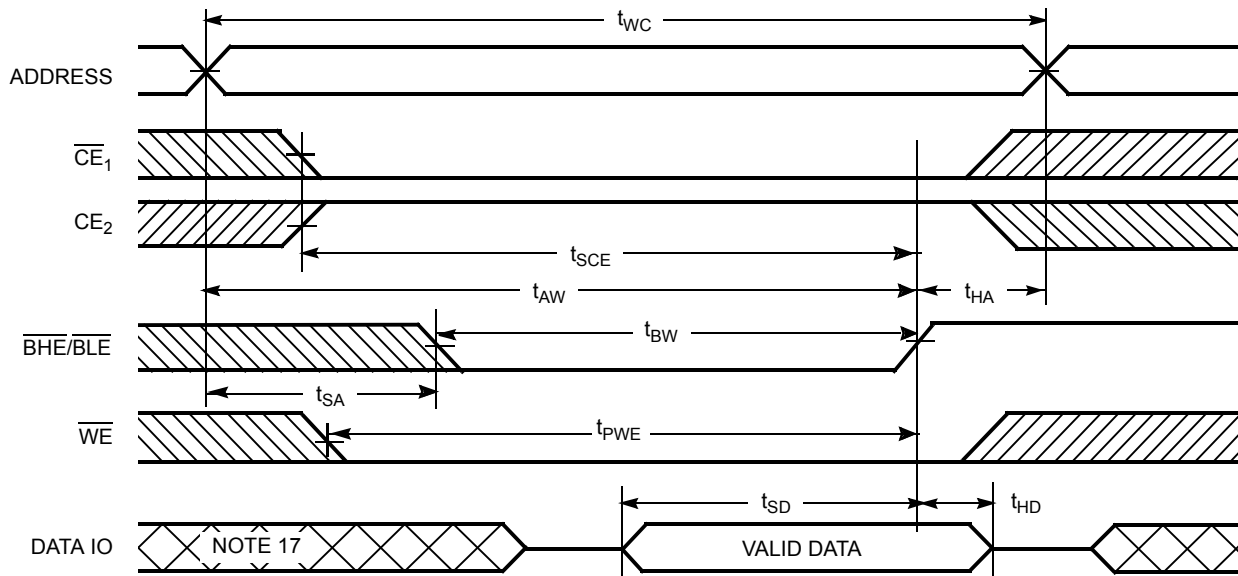 tWC
ADDRESS
CE1
CE2
tSCE
tAW
tHA
BHE/BLE
tBW
tSA
WE
tPWE
tSD
tHD
DATA IO
NOTE 17
VALID DATA